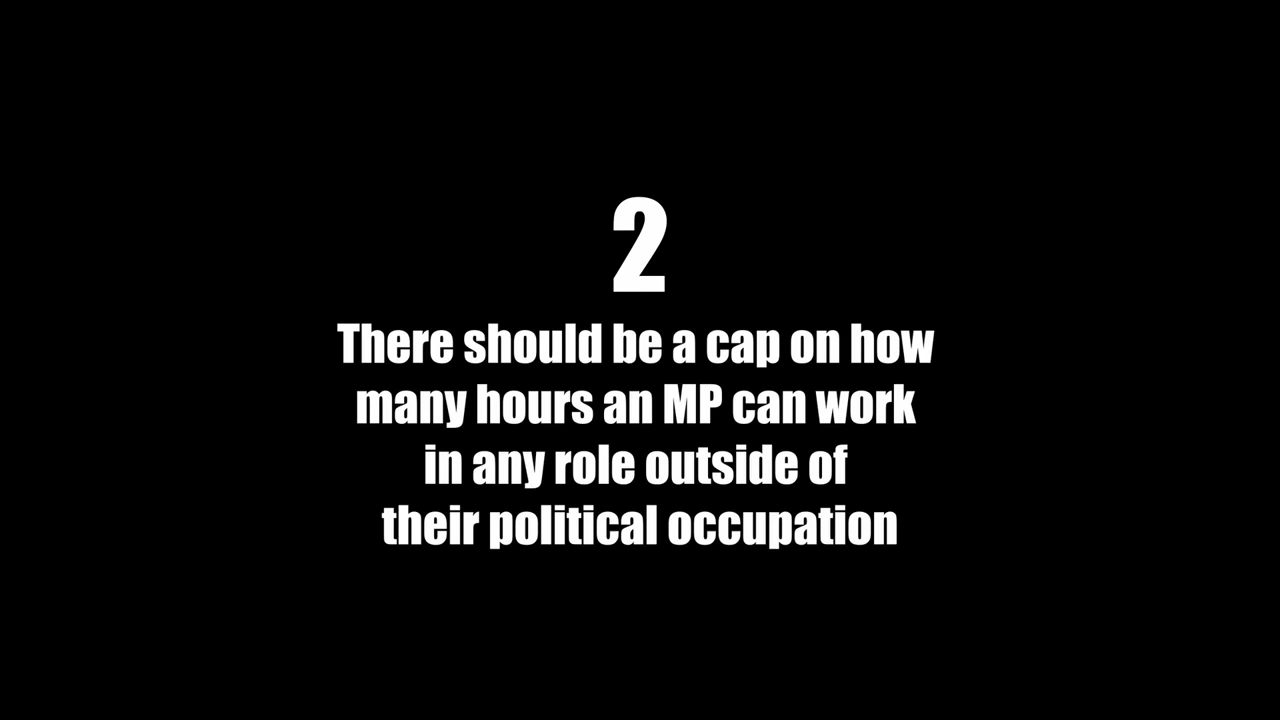 2
There should be a cap on how
many hours an MP can work
in any role outside of
their political occupation